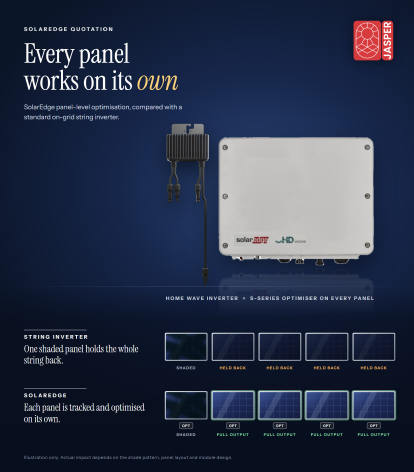 SOLAREDGE QUOTATION
JASPER
Every panel
works on its own
SolarEdge panel-level optimisation, compared with a
standard on-grid string inverter.
solaredge HD WAVE
HOME WAVE INVERTER + S-SERIES OPTIMISER ON EVERY PANEL
STRING INVERTER
One shaded panel holds the whole
string back.
SHADED HELD BACK HELD BACK HELD BACK HELD BACK
SOLAREDGE
Each panel is tracked and optimised
on its own.
OPT OPT OPT OPT OPT
SHADED FULL OUTPUT FULL OUTPUT FULL OUTPUT FULL OUTPUT
Illustration only. Actual impact depends on the shade pattern, panel layout and module design.